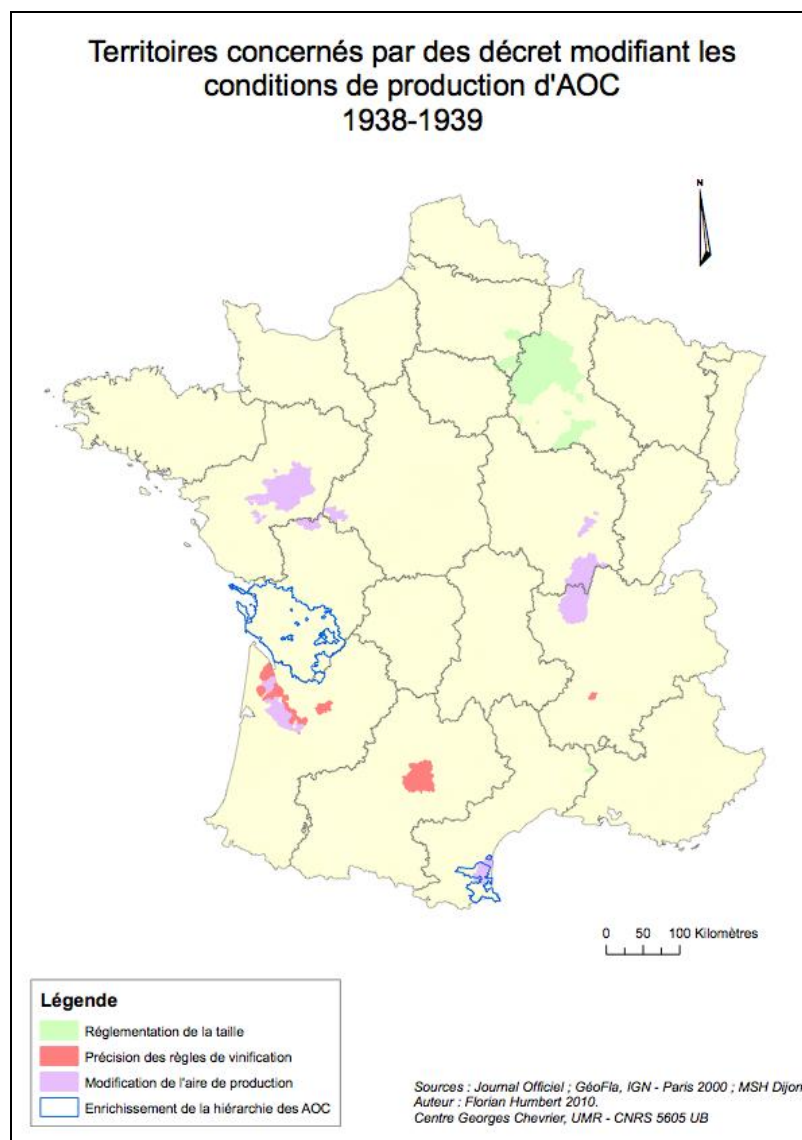 Territoires concernés par des décret modifiant les
conditions de production d'AOC
1938-1939
N
0 50 100 Kilomètres
Légende
Réglementation de la taille
Précision des règles de vinification
Modification de l'aire de production
Enrichissement de la hiérarchie des AOC
Sources : Journal Officiel ; GéoFla, IGN - Paris 2000 ; MSH Dijon
Auteur : Florian Humbert 2010.
Centre Georges Chevrier, UMR - CNRS 5605 UB